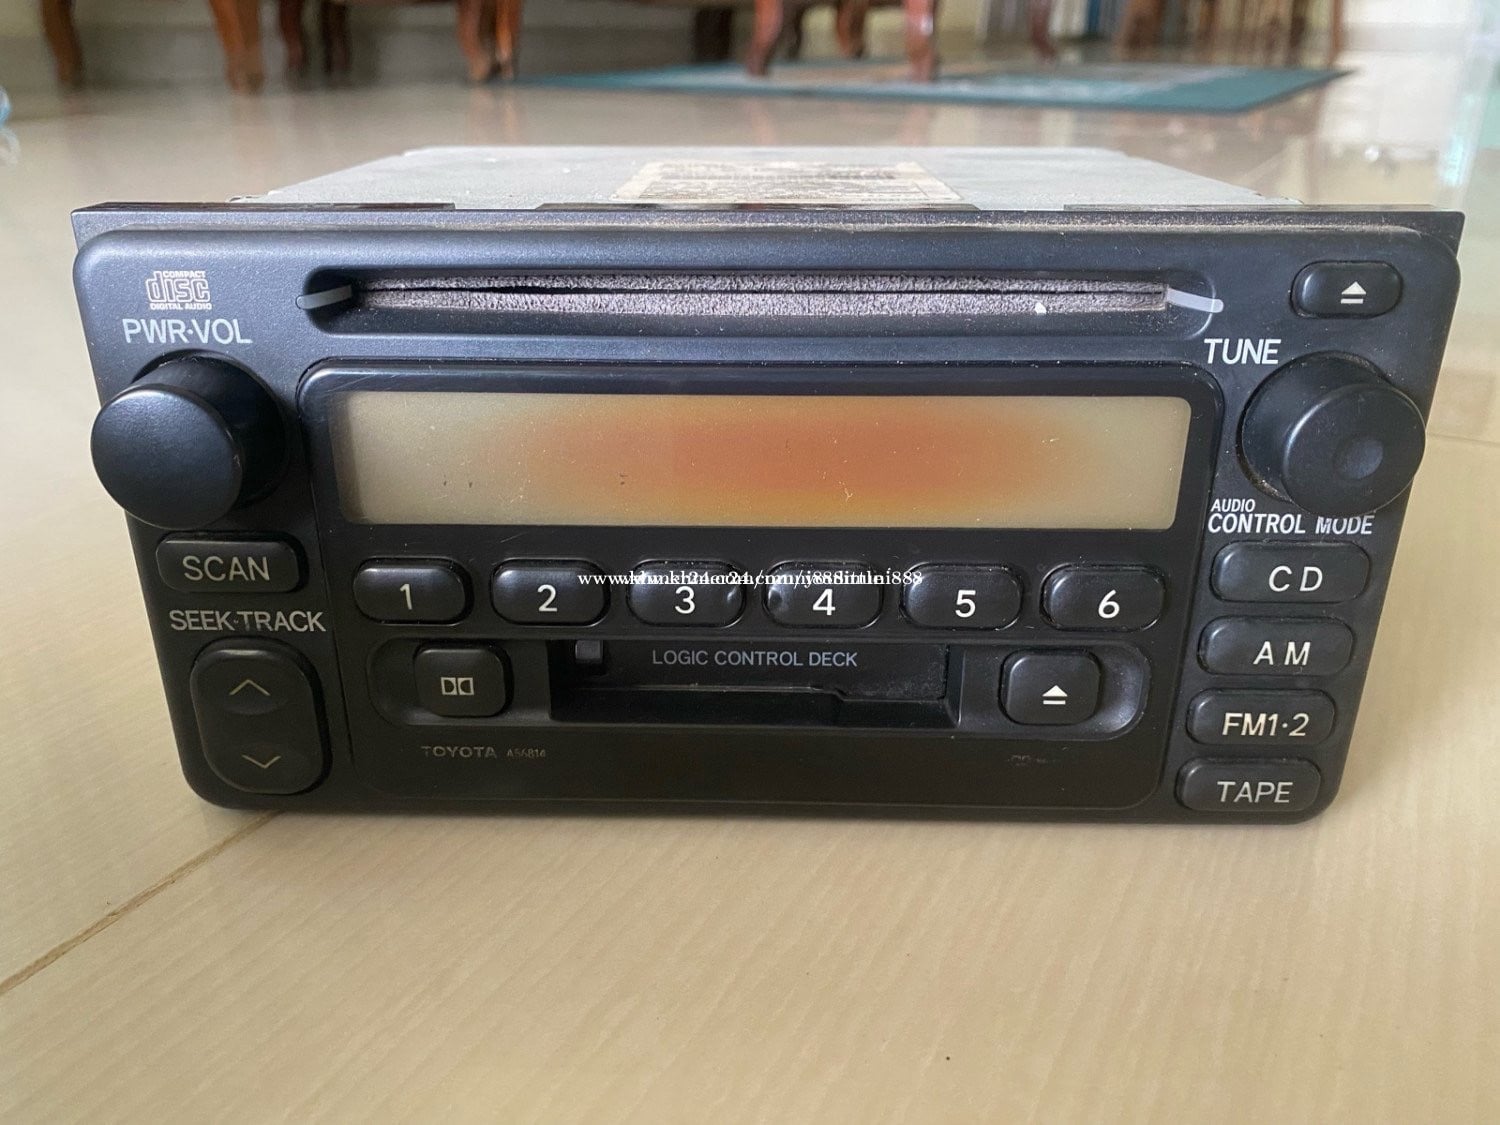 COMPACT
disc
DIGITAL AUDIO
PWR·VOL
TUNE
AUDIO
CONTROL MODE
SCAN
1 2 3 4 5 6
CD
SEEK·TRACK
LOGIC CONTROL DECK
AM
FM1·2
TOYOTA A56814
TAPE